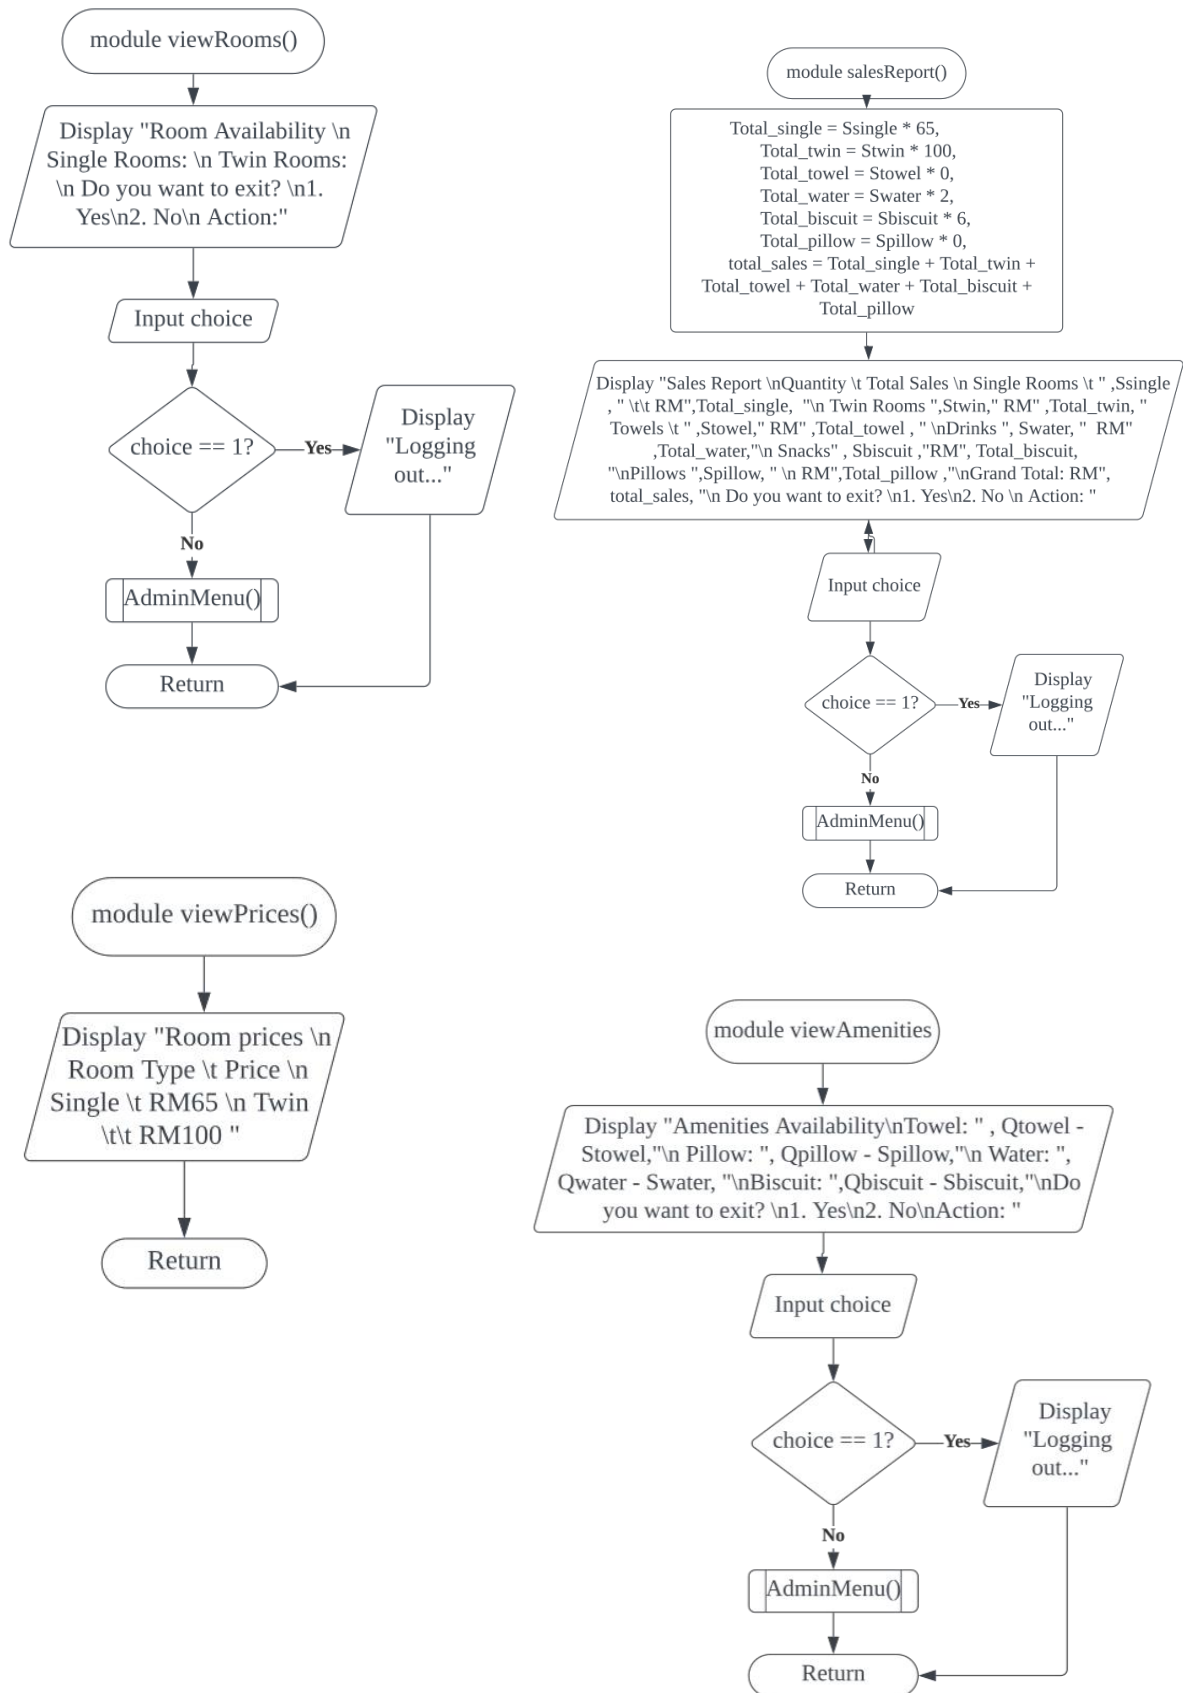 module viewRooms()
Display "Room Availability \n
Single Rooms: \n Twin Rooms:
\n Do you want to exit? \n1.
Yes\n2. No\n Action:"
Input choice
choice == 1?
Yes
Display
"Logging
out..."
No
AdminMenu()
Return
module salesReport()
Total_single = Ssingle * 65,
Total_twin = Stwin * 100,
Total_towel = Stowel * 0,
Total_water = Swater * 2,
Total_biscuit = Sbiscuit * 6,
Total_pillow = Spillow * 0,
total_sales = Total_single + Total_twin +
Total_towel + Total_water + Total_biscuit +
Total_pillow
Display "Sales Report \nQuantity \t Total Sales \n Single Rooms \t " ,Ssingle
, " \t\t RM",Total_single, "\n Twin Rooms ",Stwin," RM" ,Total_twin, "
Towels \t " ,Stowel," RM" ,Total_towel , " \nDrinks ", Swater, " RM"
,Total_water,"\n Snacks" , Sbiscuit ,"RM", Total_biscuit,
"\nPillows ",Spillow, " \n RM",Total_pillow ,"\nGrand Total: RM",
total_sales, "\n Do you want to exit? \n1. Yes\n2. No \n Action: "
Input choice
choice == 1?
Yes
Display
"Logging
out..."
No
AdminMenu()
Return
module viewPrices()
Display "Room prices \n
Room Type \t Price \n
Single \t RM65 \n Twin
\t\t RM100 "
Return
module viewAmenities
Display "Amenities Availability\nTowel: " , Qtowel -
Stowel,"\n Pillow: ", Qpillow - Spillow,"\n Water: ",
Qwater - Swater, "\nBiscuit: ",Qbiscuit - Sbiscuit,"\nDo
you want to exit? \n1. Yes\n2. No\nAction: "
Input choice
choice == 1?
Yes
Display
"Logging
out..."
No
AdminMenu()
Return